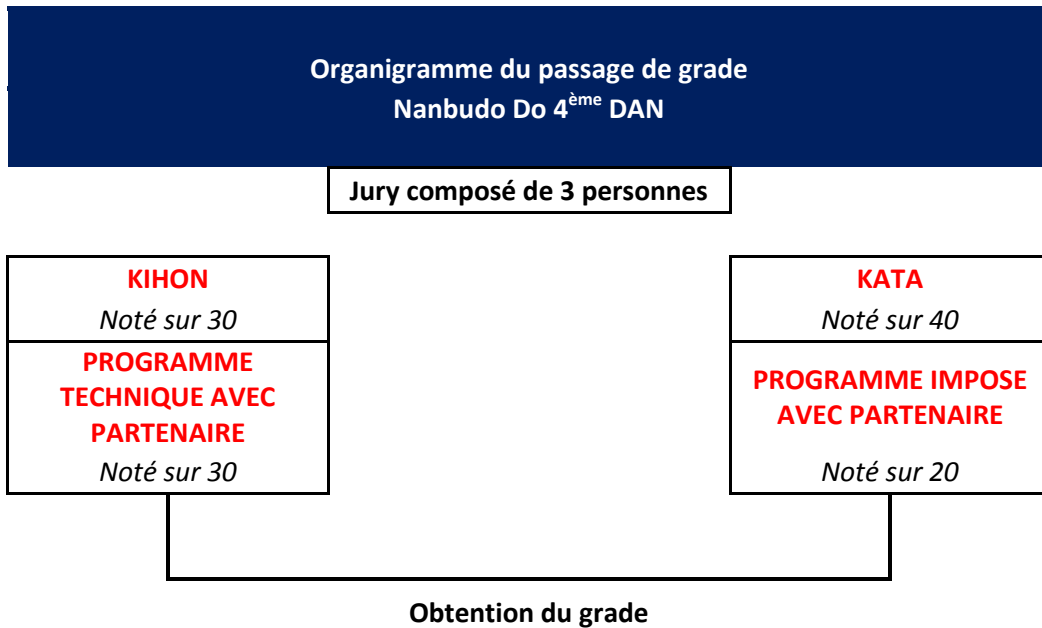 Organigramme du passage de grade
Nanbudo Do 4ème DAN
Jury composé de 3 personnes
KIHON
Noté sur 30
PROGRAMME
TECHNIQUE AVEC
PARTENAIRE
Noté sur 30
KATA
Noté sur 40
PROGRAMME IMPOSE
AVEC PARTENAIRE
Noté sur 20
Obtention du grade